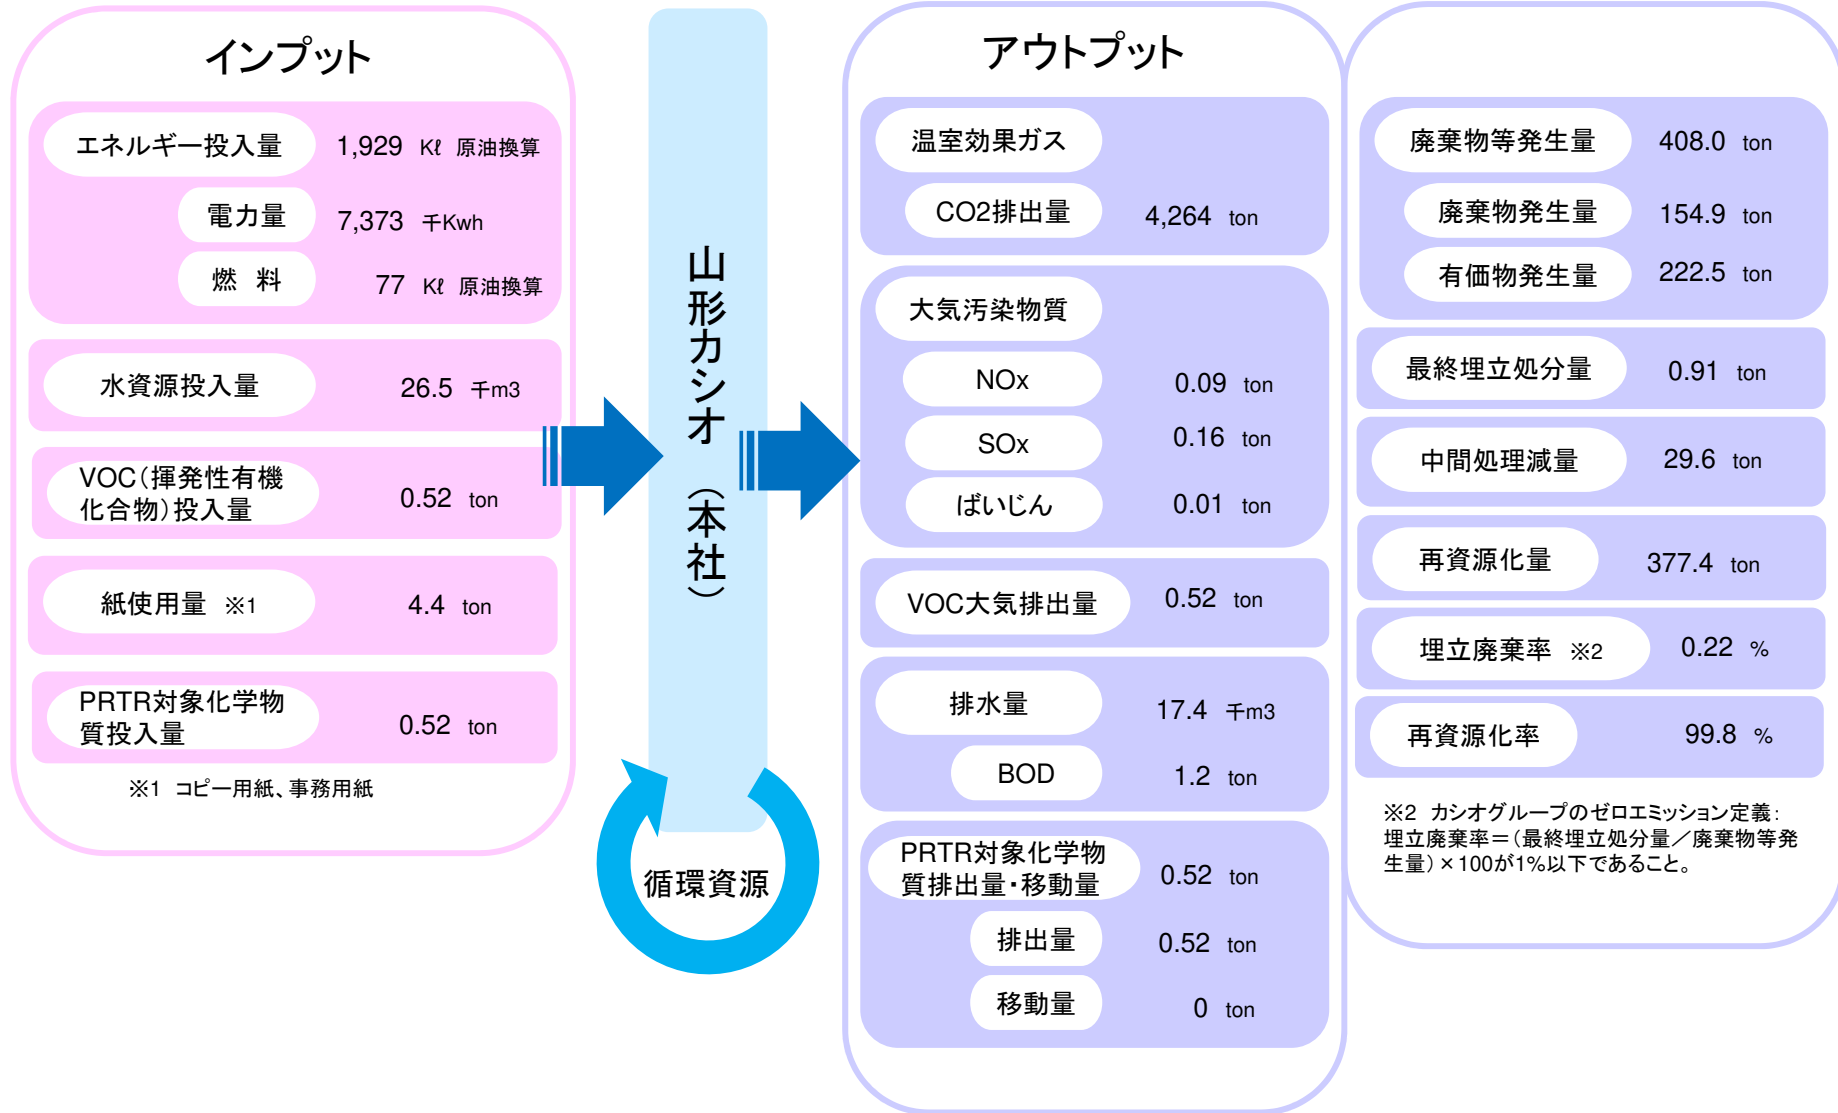 インプット
エネルギー投入量 1,929 Kℓ 原油換算
電力量 7,373 千Kwh
燃　料 77 Kℓ 原油換算
水資源投入量 26.5 千m3
VOC（揮発性有機
化合物）投入量 0.52 ton
紙使用量 ※1 4.4 ton
PRTR対象化学物
質投入量 0.52 ton
※1 コピー用紙、事務用紙
山形カシオ（本社）
循環資源
アウトプット
温室効果ガス
CO2排出量 4,264 ton
大気汚染物質
NOx 0.09 ton
SOx 0.16 ton
ばいじん 0.01 ton
VOC大気排出量 0.52 ton
排水量 17.4 千m3
BOD 1.2 ton
PRTR対象化学物
質排出量・移動量 0.52 ton
排出量 0.52 ton
移動量 0 ton
廃棄物等発生量 408.0 ton
廃棄物発生量 154.9 ton
有価物発生量 222.5 ton
最終埋立処分量 0.91 ton
中間処理減量 29.6 ton
再資源化量 377.4 ton
埋立廃棄率 ※2 0.22 %
再資源化率 99.8 %
※2 カシオグループのゼロエミッション定義：
埋立廃棄率＝（最終埋立処分量／廃棄物等発
生量）×100が1%以下であること。